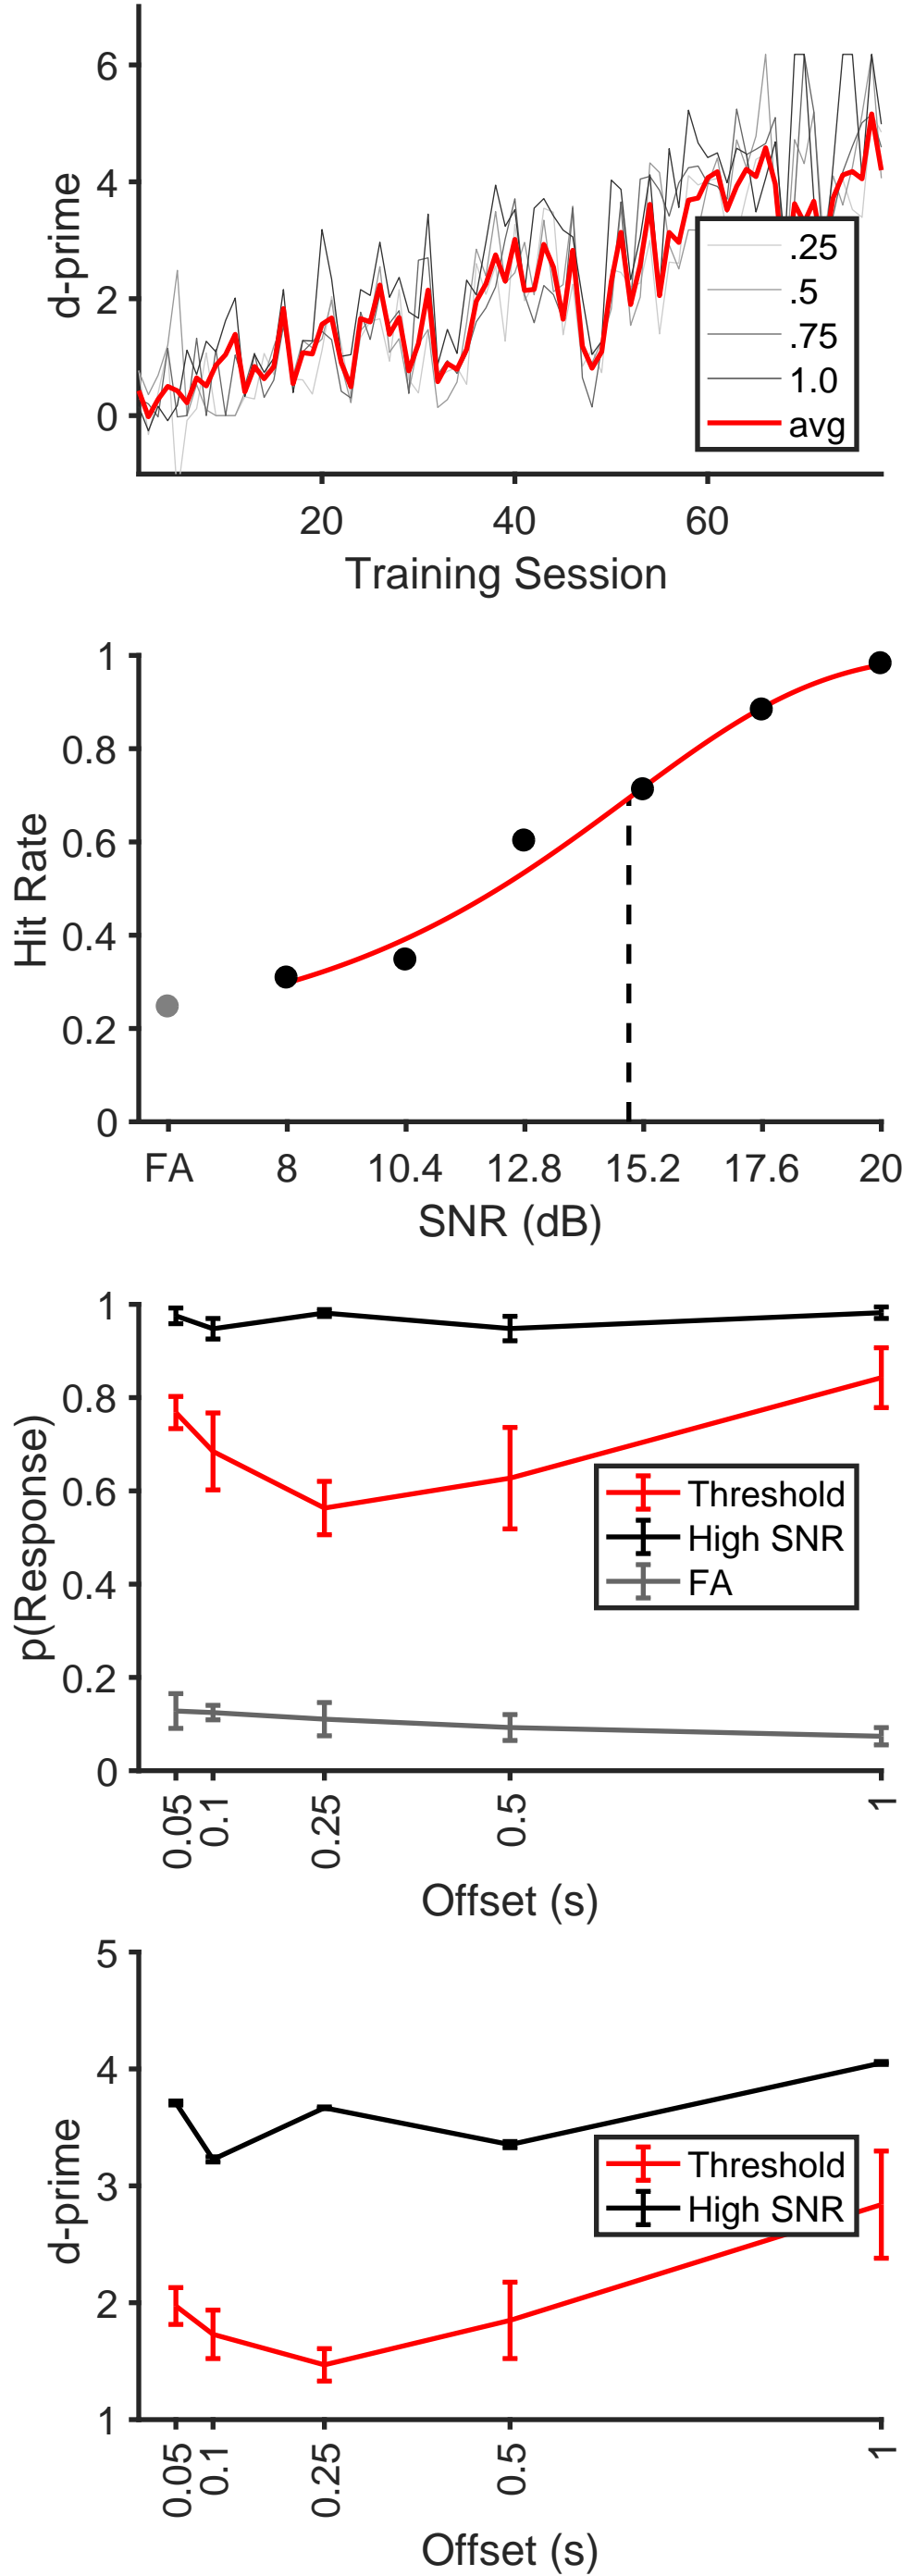 6
4
2
0
d-prime
.25
.5
.75
1.0
avg
20 40 60
Training Session
1
0.8
0.6
0.4
0.2
0
Hit Rate
FA 8 10.4 12.8 15.2 17.6 20
SNR (dB)
1
0.8
0.6
0.4
0.2
0
p(Response)
Threshold
High SNR
FA
0.05 0.1 0.25 0.5 1
Offset (s)
5
4
3
2
1
d-prime
Threshold
High SNR
0.05 0.1 0.25 0.5 1
Offset (s)